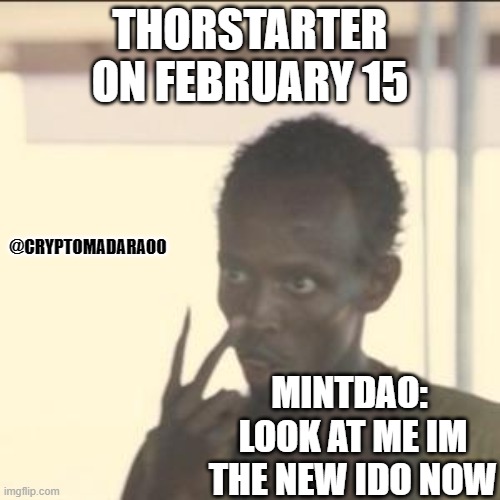 THORSTARTER
ON FEBRUARY 15
@CRYPTOMADARAOO
MINTDAO:
LOOK AT ME IM
THE NEW IDO NOW
imgflip.com